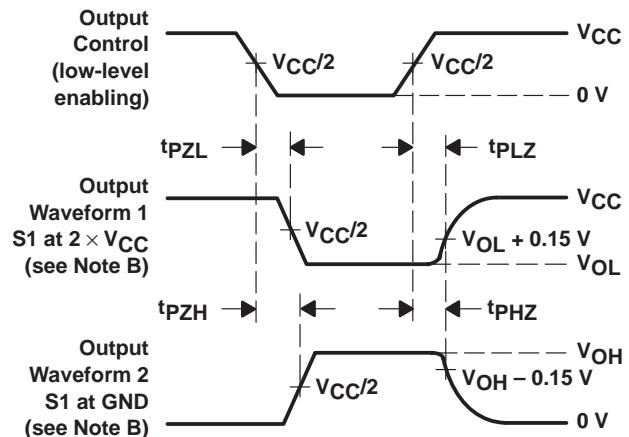 Output
Control
(low-level
enabling)
VCC/2
VCC/2
VCC
0 V
tPZL
tPLZ
Output
Waveform 1
S1 at 2 × VCC
(see Note B)
VCC/2
VCC
VOL + 0.15 V
VOL
tPZH
tPHZ
Output
Waveform 2
S1 at GND
(see Note B)
VCC/2
VOH
VOH – 0.15 V
0 V